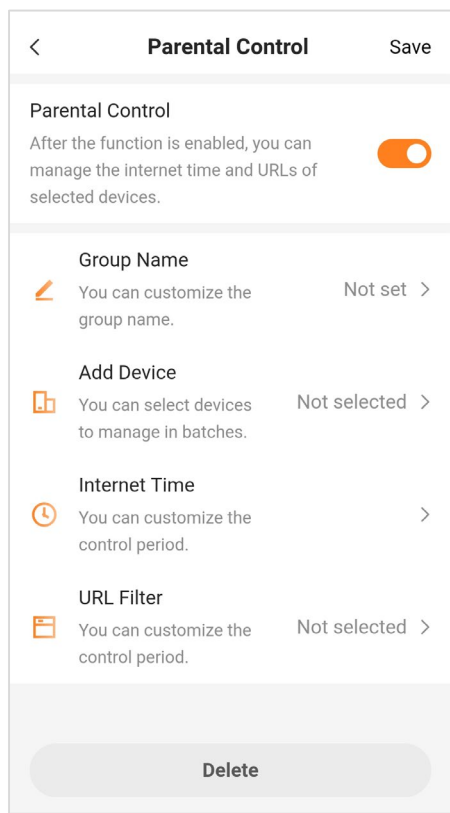 Parental Control Save
Parental Control
After the function is enabled, you can
manage the internet time and URLs of
selected devices.
Group Name
You can customize the
group name.
Not set
Add Device
You can select devices
to manage in batches.
Not selected
Internet Time
You can customize the
control period.
URL Filter
You can customize the
control period.
Not selected
Delete